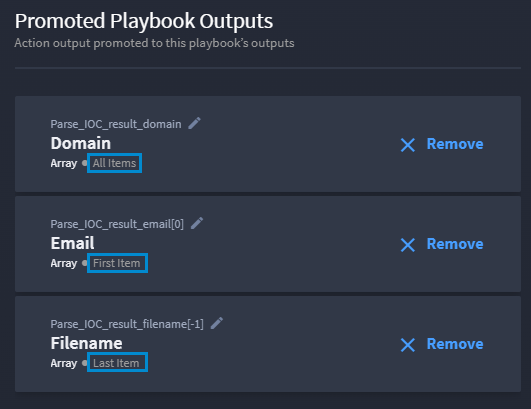 Promoted Playbook Outputs
Action output promoted to this playbook's outputs
Parse_IOC_result_domain
Domain
Array • All Items
Remove
Parse_IOC_result_email[0]
Email
Array • First Item
Remove
Parse_IOC_result_filename[-1]
Filename
Array • Last Item
Remove